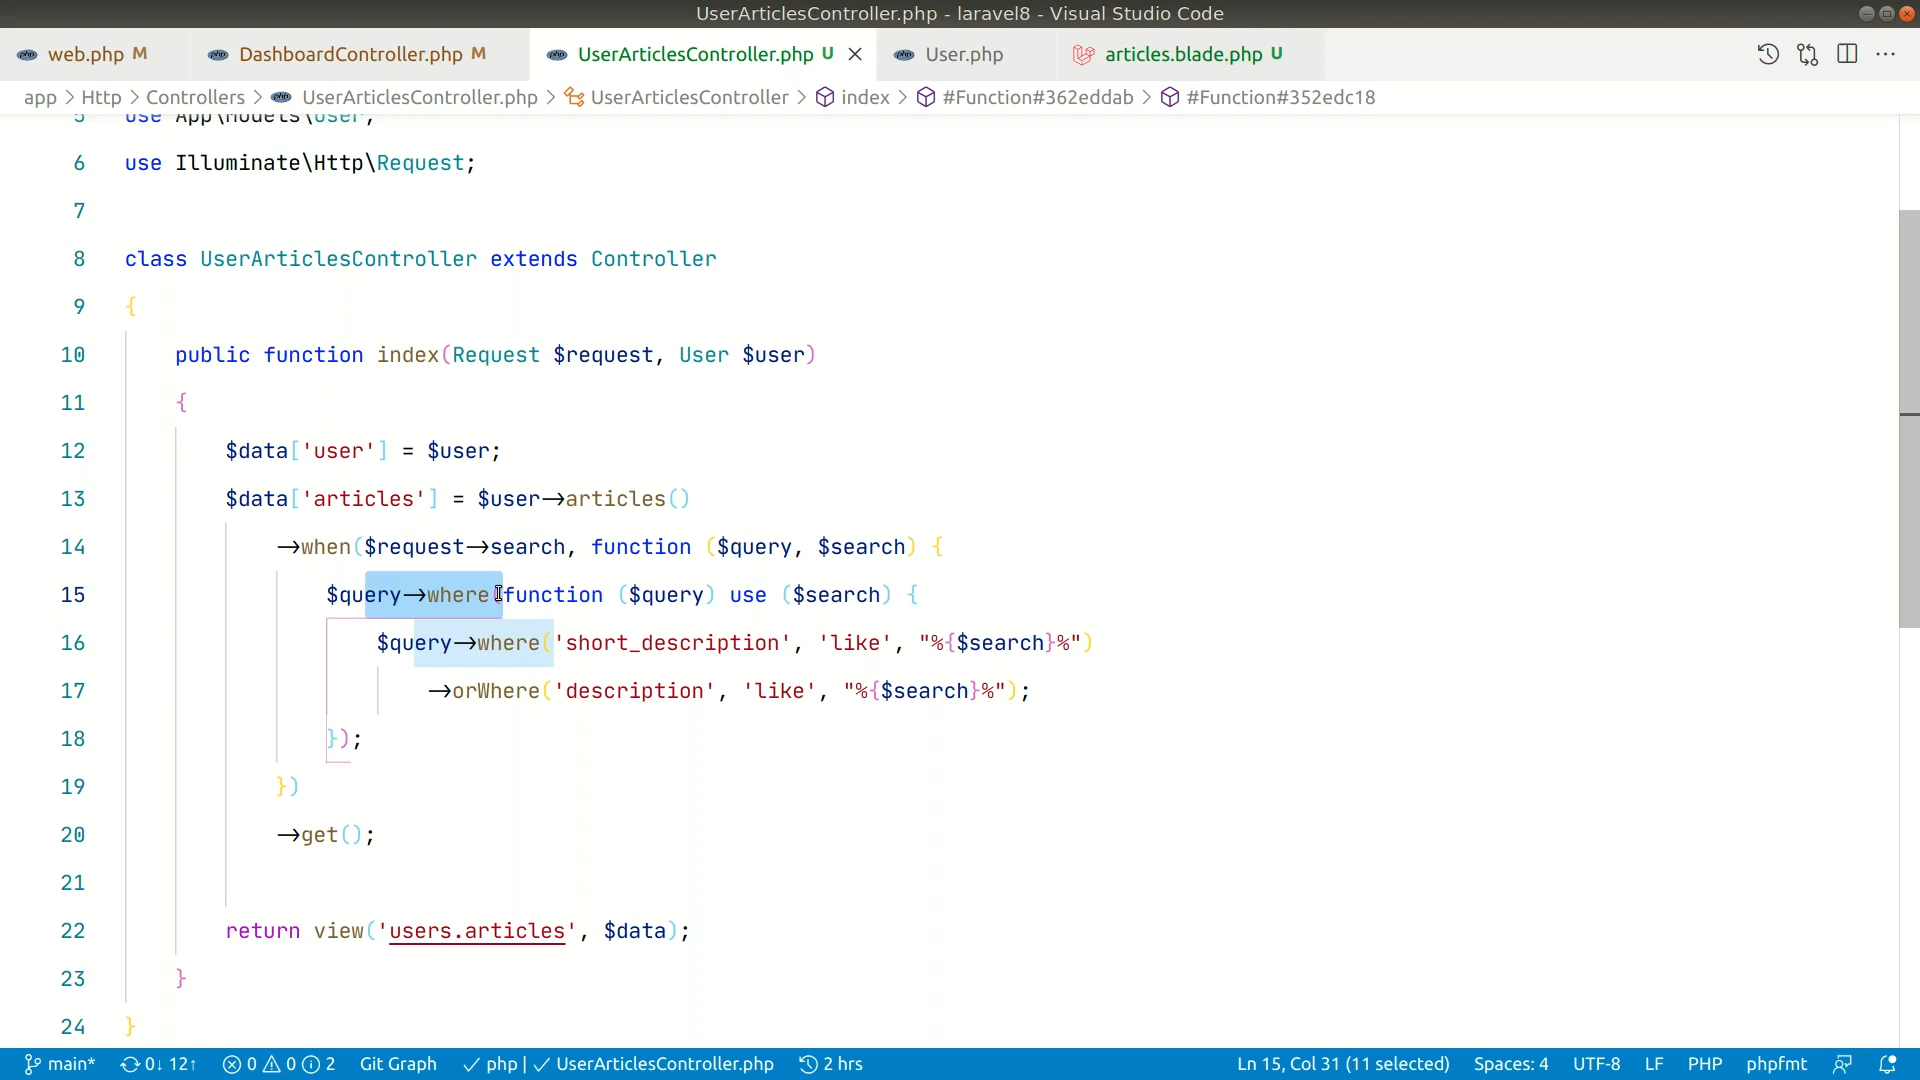 UserArticlesController.php - laravel8 - Visual Studio Code
web.php M DashboardController.php M UserArticlesController.php U User.php articles.blade.php U
app > Http > Controllers > UserArticlesController.php > UserArticlesController > index > #Function#362eddab > #Function#352edc18
5 use App\Models\User;
6 use Illuminate\Http\Request;
7
8 class UserArticlesController extends Controller
9 {
10 public function index(Request $request, User $user)
11 {
12 $data['user'] = $user;
13 $data['articles'] = $user->articles()
14 ->when($request->search, function ($query, $search) {
15 $query->where(function ($query) use ($search) {
16 $query->where('short_description', 'like', "%{$search}%")
17 ->orWhere('description', 'like', "%{$search}%");
18 });
19 })
20 ->get();
21
22 return view('users.articles', $data);
23 }
24 }
main* 0↓ 12↑ 0 0 2 Git Graph ✓ php | ✓ UserArticlesController.php 2 hrs Ln 15, Col 31 (11 selected) Spaces: 4 UTF-8 LF PHP phpfmt